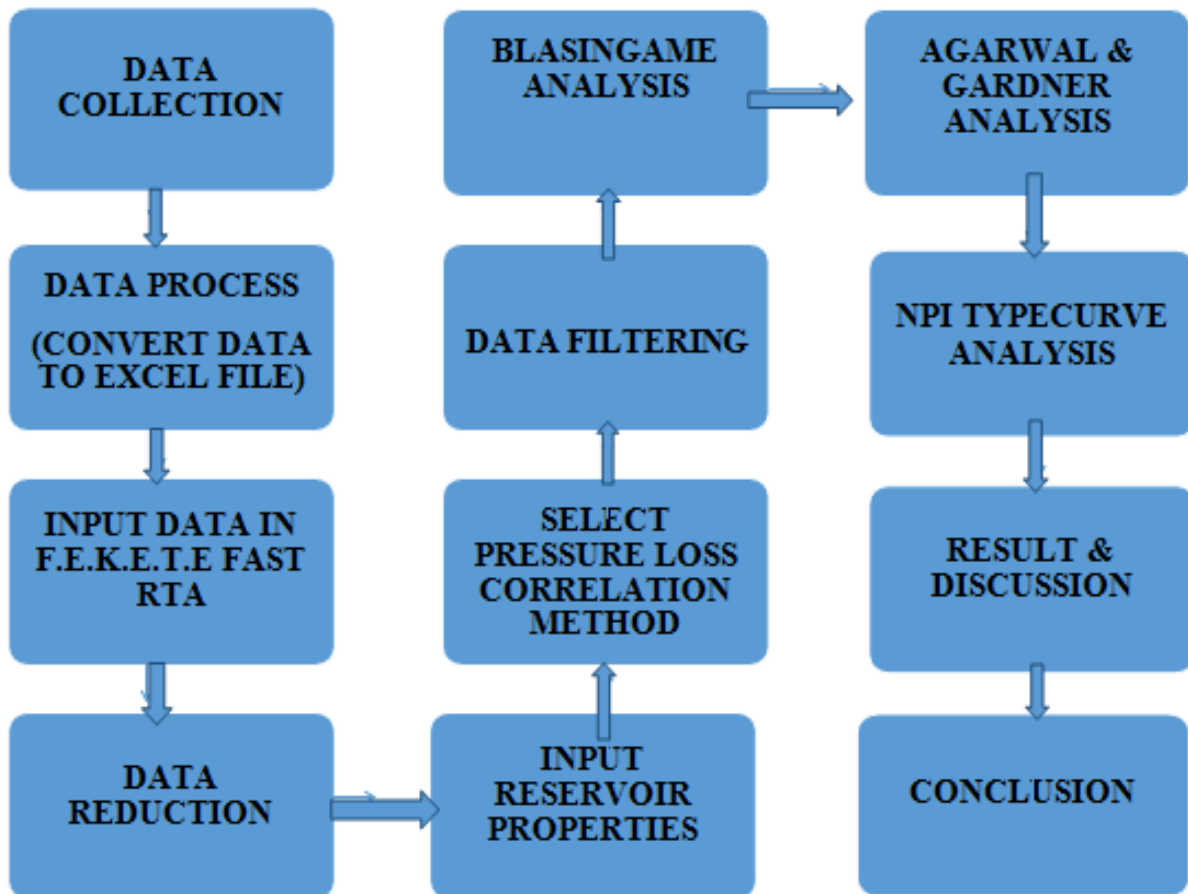 DATA
COLLECTION
DATA PROCESS
(CONVERT DATA
TO EXCEL FILE)
INPUT DATA IN
F.E.K.E.T.E FAST
RTA
DATA
REDUCTION
INPUT
RESERVOIR
PROPERTIES
SELECT
PRESSURE LOSS
CORRELATION
METHOD
DATA FILTERING
BLASINGAME
ANALYSIS
AGARWAL &
GARDNER
ANALYSIS
NPI TYPECURVE
ANALYSIS
RESULT &
DISCUSSION
CONCLUSION